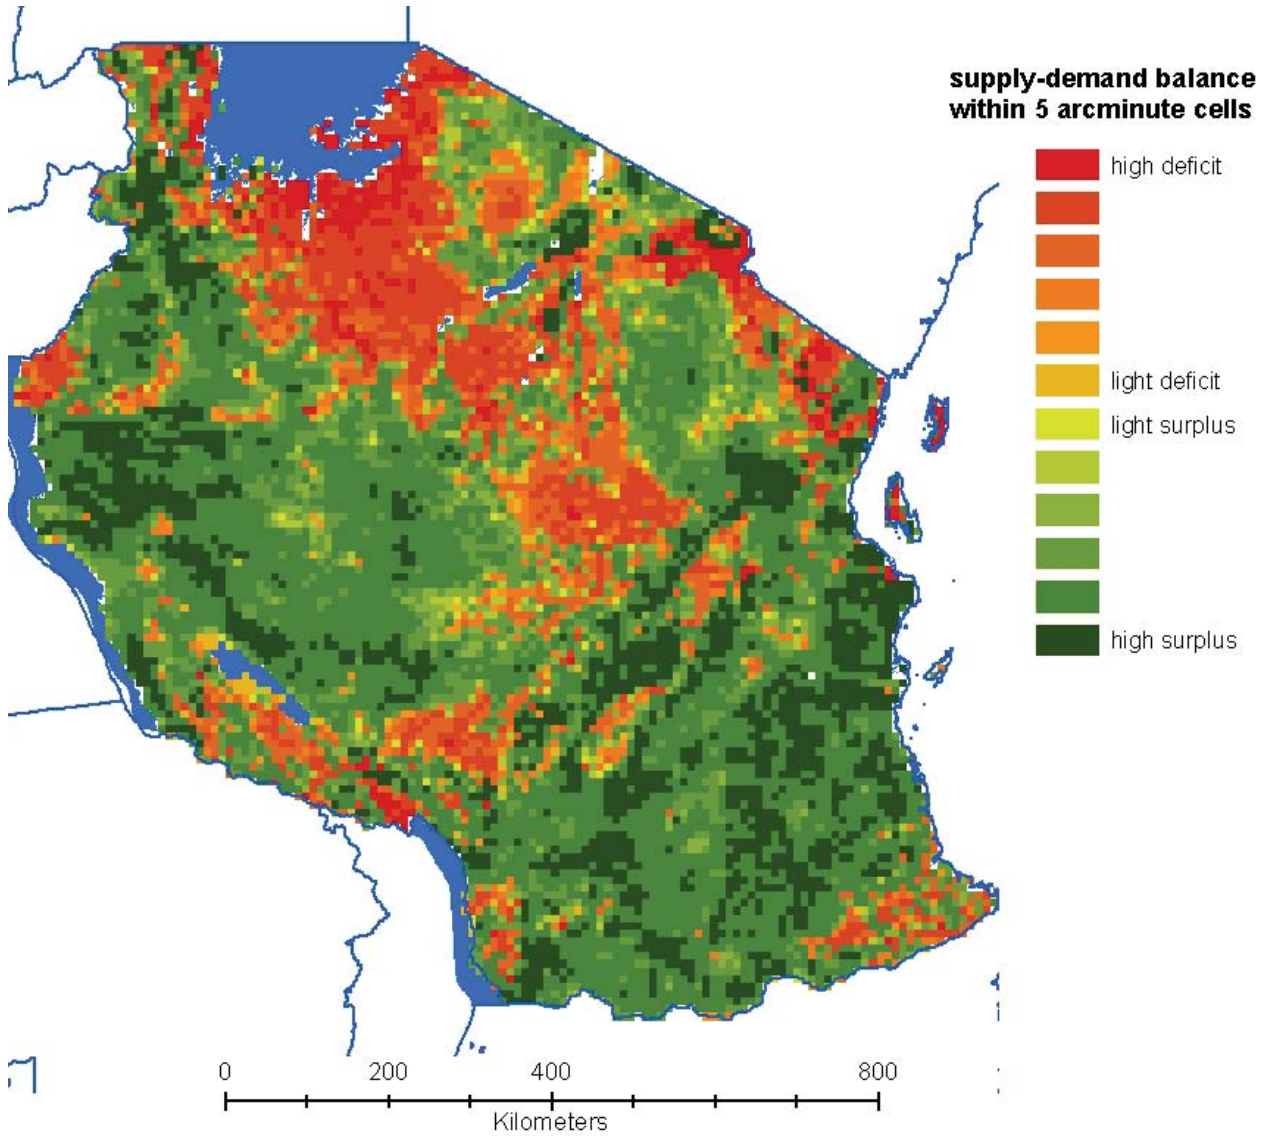 supply-demand balance
within 5 arcminute cells
high deficit
light deficit
light surplus
high surplus
0 200 400 800
Kilometers